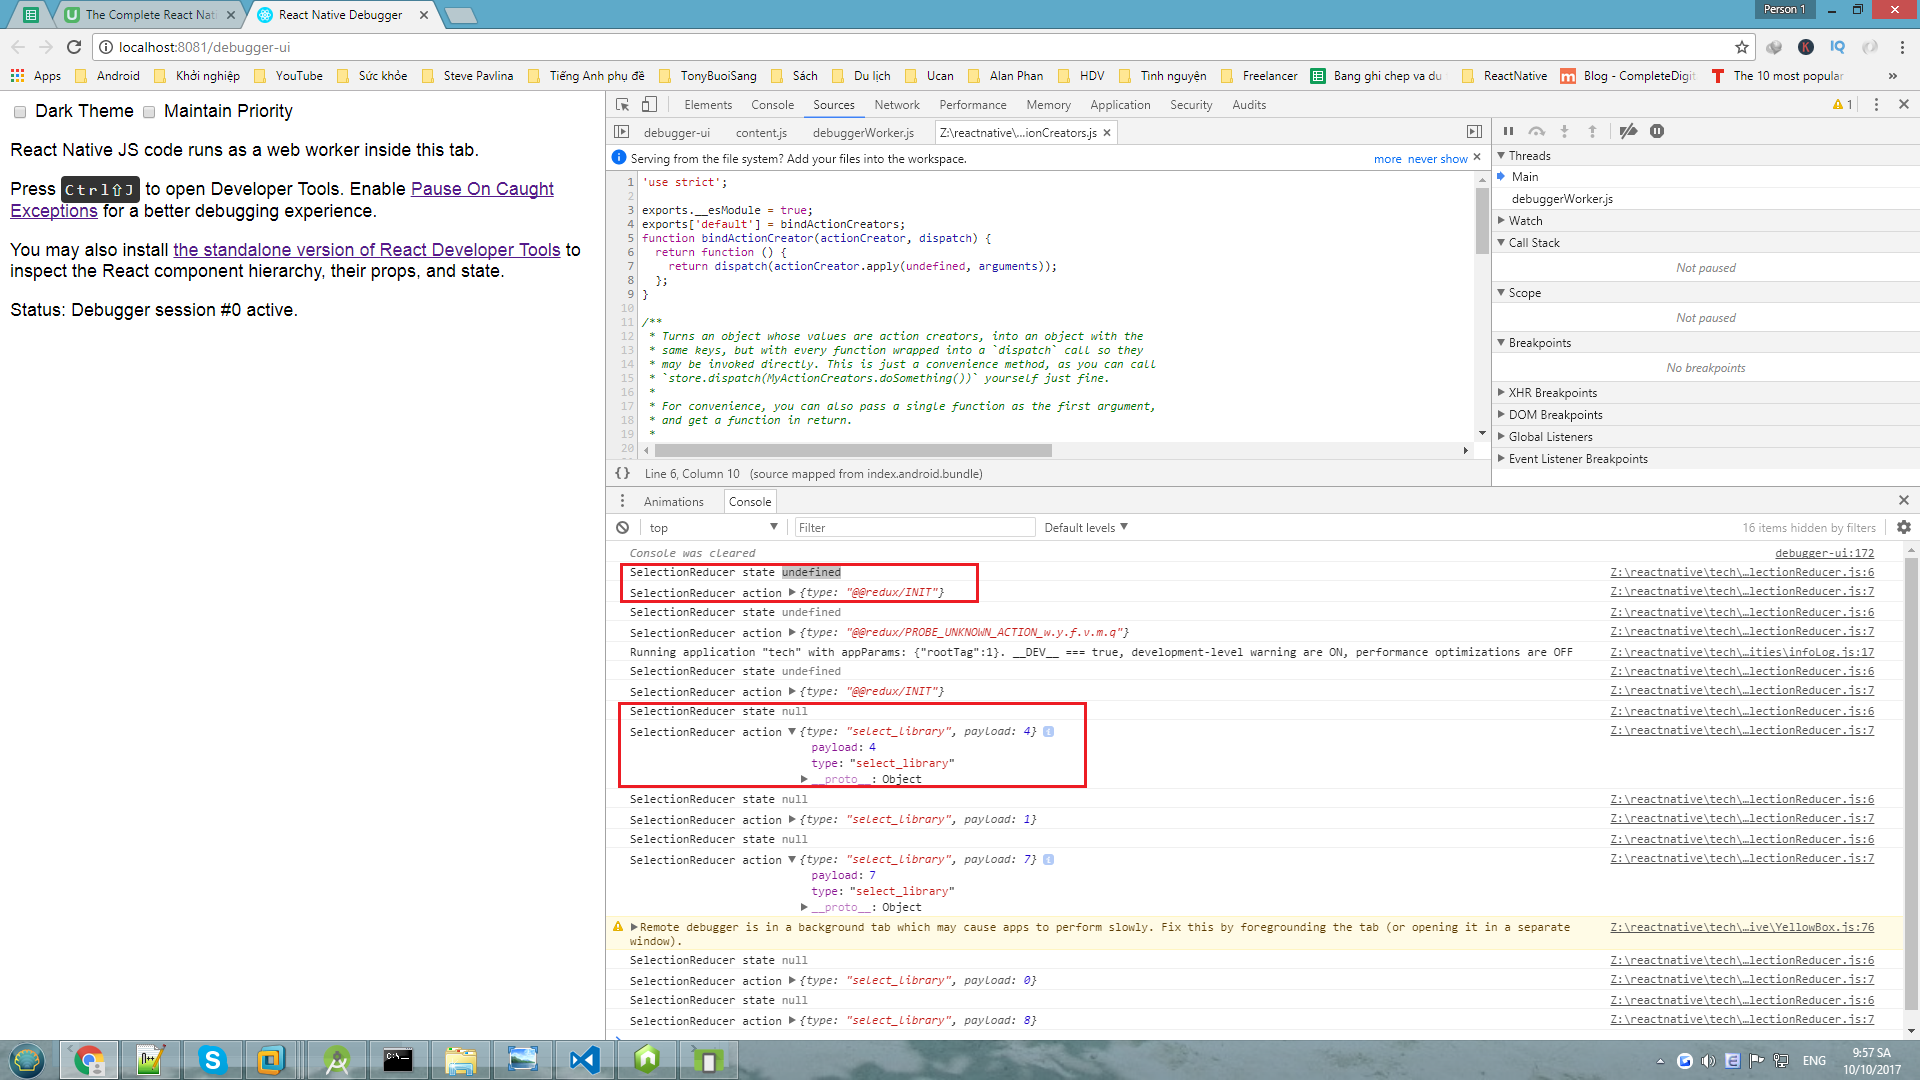 The Complete React Nati
React Native Debugger
Person 1
localhost:8081/debugger-ui
Apps
Android
Khởi nghiệp
YouTube
Sức khỏe
Steve Pavlina
Tiếng Anh phụ đề
TonyBuoiSang
Sách
Du lịch
Ucan
Alan Phan
HDV
Tình nguyện
Freelancer
Bang ghi chep va du
ReactNative
Blog - CompleteDigit
The 10 most popular
»
Dark Theme
Maintain Priority
React Native JS code runs as a web worker inside this tab.
Press Ctrl⇧J to open Developer Tools. Enable Pause On Caught
Exceptions for a better debugging experience.
You may also install the standalone version of React Developer Tools to
inspect the React component hierarchy, their props, and state.
Status: Debugger session #0 active.
Elements
Console
Sources
Network
Performance
Memory
Application
Security
Audits
1
debugger-ui
content.js
debuggerWorker.js
Z:\reactnative\...ionCreators.js
Serving from the file system? Add your files into the workspace.
more
never show
1 'use strict';
2
3 exports.__esModule = true;
4 exports['default'] = bindActionCreators;
5 function bindActionCreator(actionCreator, dispatch) {
6 return function () {
7 return dispatch(actionCreator.apply(undefined, arguments));
8 };
9 }
10
11 /**
12 * Turns an object whose values are action creators, into an object with the
13 * same keys, but with every function wrapped into a `dispatch` call so they
14 * may be invoked directly. This is just a convenience method, as you can call
15 * `store.dispatch(MyActionCreators.doSomething())` yourself just fine.
16 *
17 * For convenience, you can also pass a single function as the first argument,
18 * and get a function in return.
19 *
20
{ } Line 6, Column 10 (source mapped from index.android.bundle)
Threads
Main
debuggerWorker.js
Watch
Call Stack
Not paused
Scope
Not paused
Breakpoints
No breakpoints
XHR Breakpoints
DOM Breakpoints
Global Listeners
Event Listener Breakpoints
Animations
Console
top
Filter
Default levels
16 items hidden by filters
Console was cleared debugger-ui:172
SelectionReducer state undefined Z:\reactnative\tech\…lectionReducer.js:6
SelectionReducer action ▶{type: "@@redux/INIT"} Z:\reactnative\tech\…lectionReducer.js:7
SelectionReducer state undefined Z:\reactnative\tech\…lectionReducer.js:6
SelectionReducer action ▶{type: "@@redux/PROBE_UNKNOWN_ACTION_w.y.f.v.m.q"} Z:\reactnative\tech\…lectionReducer.js:7
Running application "tech" with appParams: {"rootTag":1}. __DEV__ === true, development-level warning are ON, performance optimizations are OFF Z:\reactnative\tech\…ities\infoLog.js:17
SelectionReducer state undefined Z:\reactnative\tech\…lectionReducer.js:6
SelectionReducer action ▶{type: "@@redux/INIT"} Z:\reactnative\tech\…lectionReducer.js:7
SelectionReducer state null Z:\reactnative\tech\…lectionReducer.js:6
SelectionReducer action ▼{type: "select_library", payload: 4} i Z:\reactnative\tech\…lectionReducer.js:7
payload: 4
type: "select_library"
▶__proto__: Object
SelectionReducer state null Z:\reactnative\tech\…lectionReducer.js:6
SelectionReducer action ▶{type: "select_library", payload: 1} Z:\reactnative\tech\…lectionReducer.js:7
SelectionReducer state null Z:\reactnative\tech\…lectionReducer.js:6
SelectionReducer action ▼{type: "select_library", payload: 7} i Z:\reactnative\tech\…lectionReducer.js:7
payload: 7
type: "select_library"
▶__proto__: Object
▶Remote debugger is in a background tab which may cause apps to perform slowly. Fix this by foregrounding the tab (or opening it in a separate Z:\reactnative\tech\…ive\YellowBox.js:76
window).
SelectionReducer state null Z:\reactnative\tech\…lectionReducer.js:6
SelectionReducer action ▶{type: "select_library", payload: 0} Z:\reactnative\tech\…lectionReducer.js:7
SelectionReducer state null Z:\reactnative\tech\…lectionReducer.js:6
SelectionReducer action ▶{type: "select_library", payload: 8} Z:\reactnative\tech\…lectionReducer.js:7
ENG
9:57 SA
10/10/2017